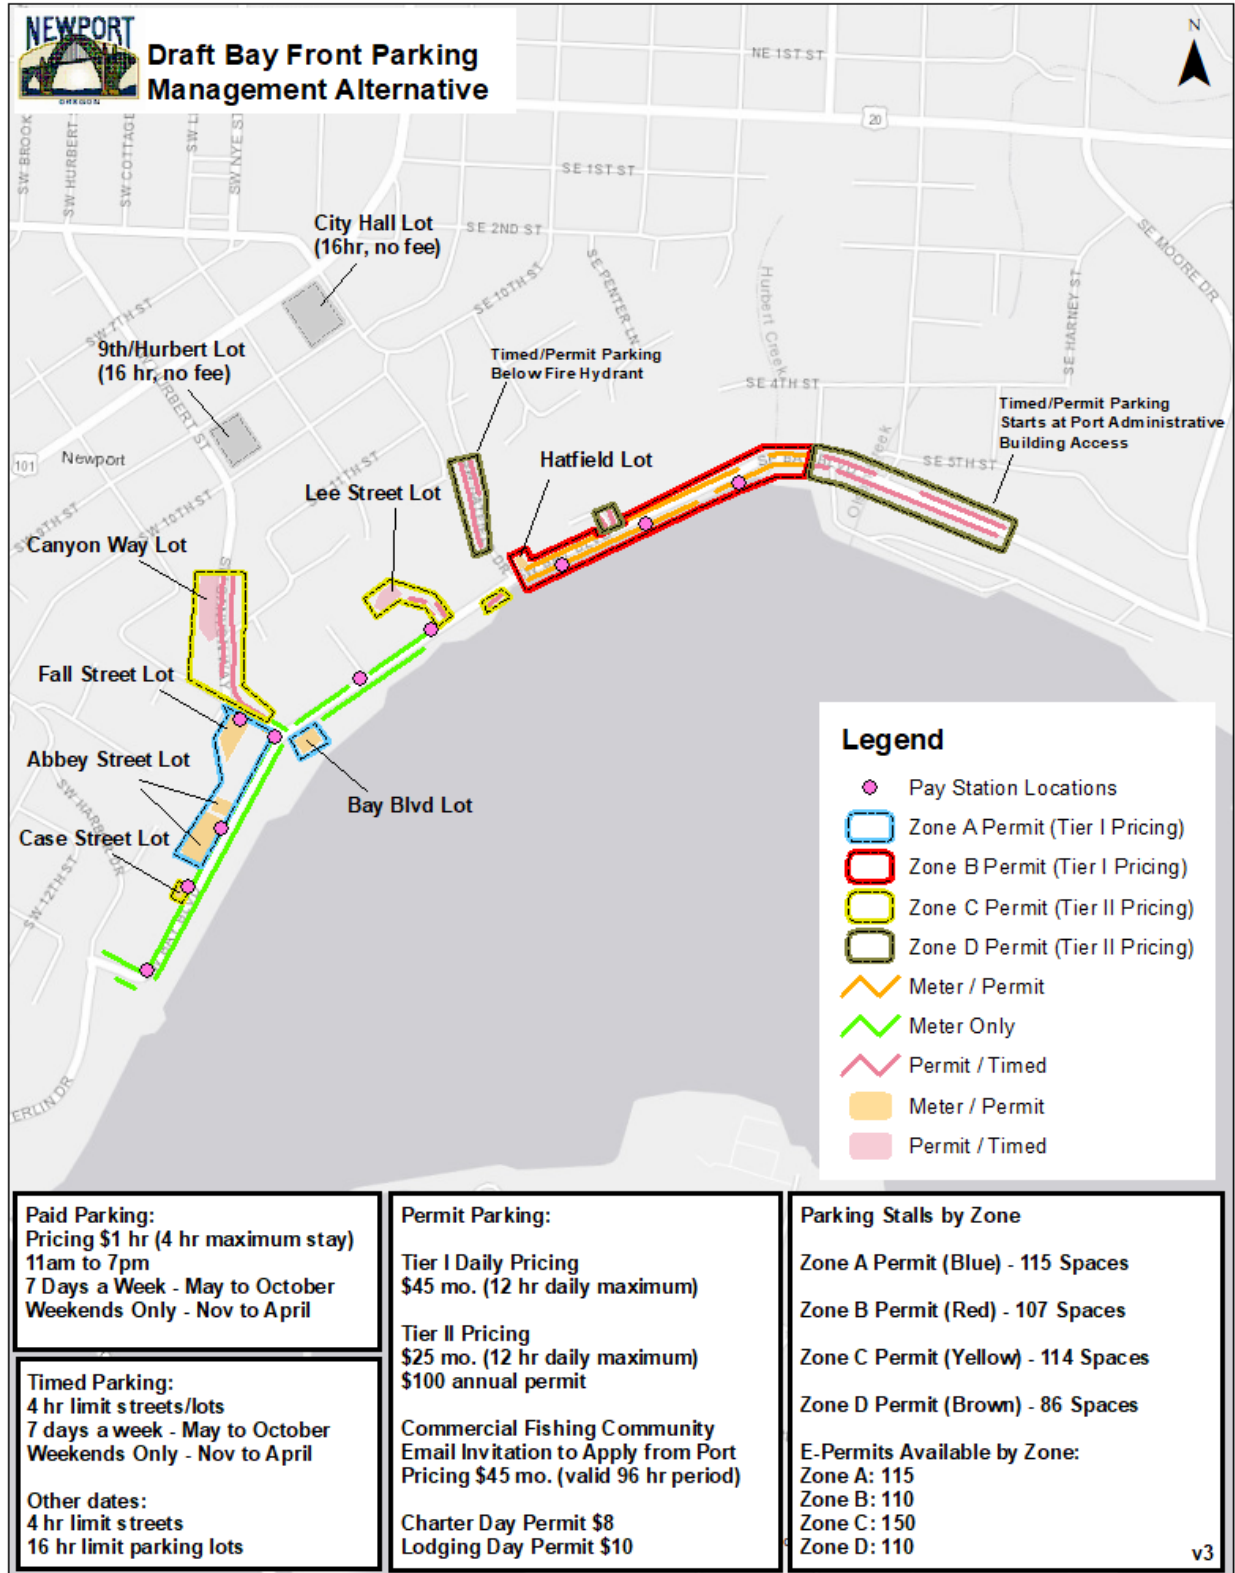 NEWPORT
OREGON
Draft Bay Front Parking
Management Alternative
N
NE 1ST ST
20
SW BROOK
SW HURBERT
SW COTTAGE
SW NYE ST
SE 1ST ST
City Hall Lot
(16hr, no fee)
SE 2ND ST
SE MOORE DR
SE PENTER LN
SE 10TH ST
Hurbert Creek
SE HARNEY ST
SW 7TH ST
9th/Hurbert Lot
(16 hr, no fee)
W HURBERT ST
Timed/Permit Parking
Below Fire Hydrant
SE 4TH ST
Timed/Permit Parking
Starts at Port Administrative
Building Access
101
Newport
Hatfield Lot
SE 5TH ST
Lee Street Lot
S 11TH ST
SW 9TH ST
SW 10TH ST
Canyon Way Lot
Fall Street Lot
Abbey Street Lot
Bay Blvd Lot
SW HARBOR DR
Case Street Lot
SW 12TH ST
ERLIN DR
Legend
Pay Station Locations
Zone A Permit (Tier I Pricing)
Zone B Permit (Tier I Pricing)
Zone C Permit (Tier II Pricing)
Zone D Permit (Tier II Pricing)
Meter / Permit
Meter Only
Permit / Timed
Meter / Permit
Permit / Timed
Paid Parking:
Pricing $1 hr (4 hr maximum stay)
11am to 7pm
7 Days a Week - May to October
Weekends Only - Nov to April
Timed Parking:
4 hr limit streets/lots
7 days a week - May to October
Weekends Only - Nov to April
Other dates:
4 hr limit streets
16 hr limit parking lots
Permit Parking:
Tier I Daily Pricing
$45 mo. (12 hr daily maximum)
Tier II Pricing
$25 mo. (12 hr daily maximum)
$100 annual permit
Commercial Fishing Community
Email Invitation to Apply from Port
Pricing $45 mo. (valid 96 hr period)
Charter Day Permit $8
Lodging Day Permit $10
Parking Stalls by Zone
Zone A Permit (Blue) - 115 Spaces
Zone B Permit (Red) - 107 Spaces
Zone C Permit (Yellow) - 114 Spaces
Zone D Permit (Brown) - 86 Spaces
E-Permits Available by Zone:
Zone A: 115
Zone B: 110
Zone C: 150
Zone D: 110
v3